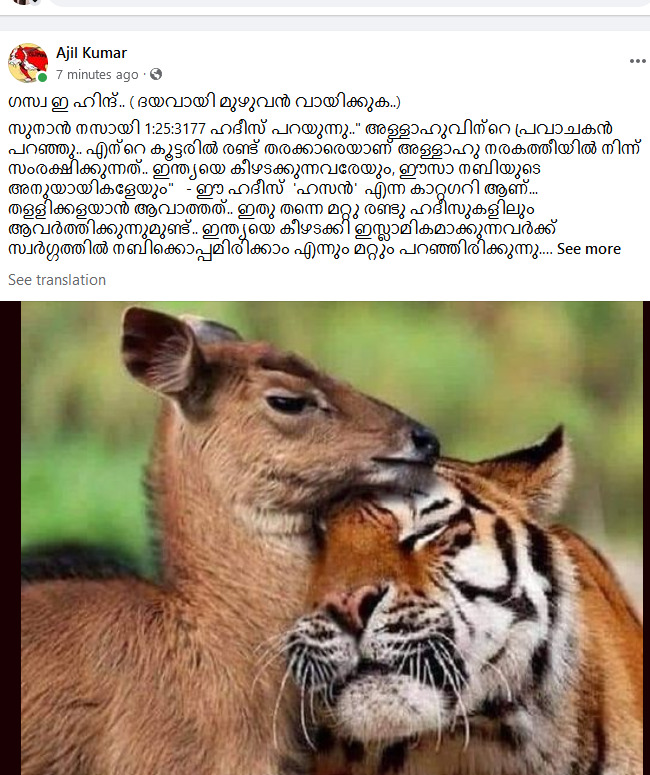 Ajil Kumar
7 minutes ago ·
ഗസ്വ ഇ ഹിന്ദ്.. ( ദയവായി മുഴുവൻ വായിക്കുക..)
സുനാൻ നസായി 1:25:3177 ഹദീസ് പറയുന്നു.." അള്ളാഹുവിന്റെ പ്രവാചകൻ
പറഞ്ഞു.. എന്റെ കൂട്ടരിൽ രണ്ട് തരക്കാരെയാണ് അള്ളാഹു നരകത്തീയിൽ നിന്ന്
സംരക്ഷിക്കുന്നത്.. ഇന്ത്യയെ കീഴടക്കുന്നവരേയും, ഈസാ നബിയുടെ
അനുയായികളേയും" - ഈ ഹദീസ് 'ഹസൻ' എന്ന കാറ്റഗറി ആണ്...
തള്ളിക്കളയാൻ ആവാത്തത്.. ഇതു തന്നെ മറ്റു രണ്ടു ഹദീസുകളിലും
ആവർത്തിക്കുന്നുമുണ്ട്.. ഇന്ത്യയെ കീഴടക്കി ഇസ്ലാമികമാക്കുന്നവർക്ക്
സ്വർഗ്ഗത്തിൽ നബിക്കൊപ്പമിരിക്കാം എന്നും മറ്റും പറഞ്ഞിരിക്കുന്നു.... See more
See translation